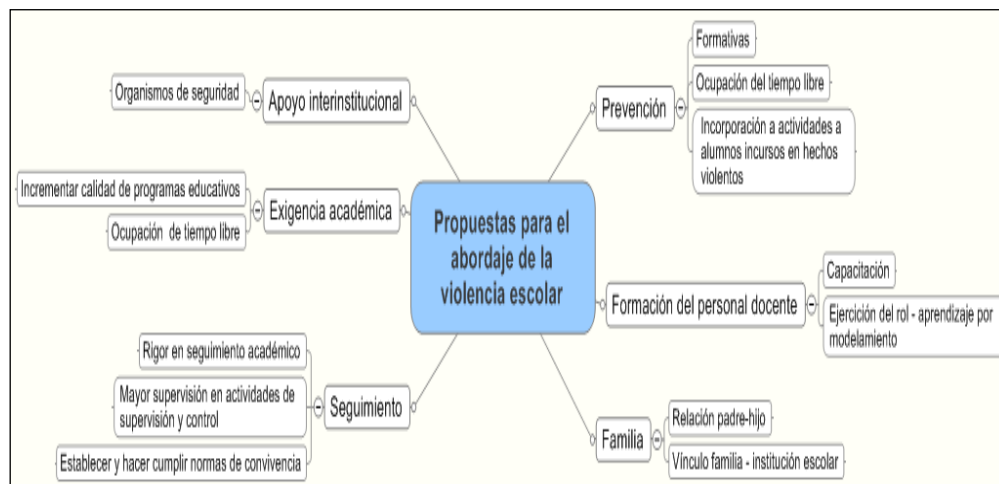 Propuestas para el
abordaje de la
violencia escolar
Apoyo interinstitucional
Organismos de seguridad
Exigencia académica
Incrementar calidad de programas educativos
Ocupación de tiempo libre
Seguimiento
Rigor en seguimiento académico
Mayor supervisión en actividades de
supervisión y control
Establecer y hacer cumplir normas de convivencia
Prevención
Formativas
Ocupación del tiempo libre
Incorporación a actividades a
alumnos incursos en hechos
violentos
Formación del personal docente
Capacitación
Ejercición del rol - aprendizaje por
modelamiento
Familia
Relación padre-hijo
Vínculo familia - institución escolar